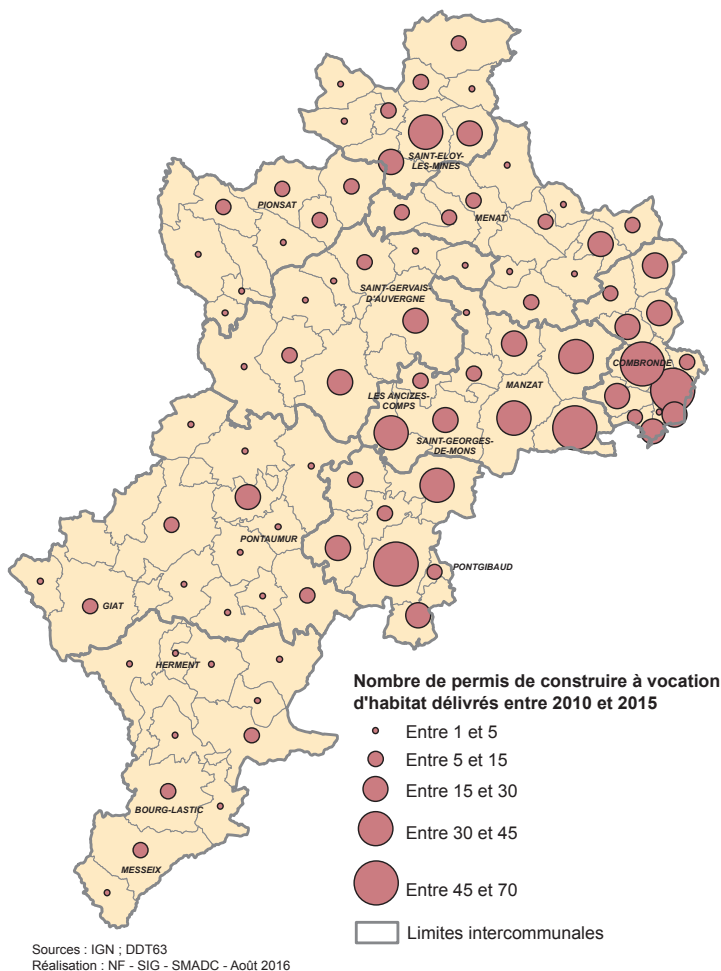 SAINT-ELOY-
LES-MINES
PIONSAT
MENAT
SAINT-GERVAIS-
D'AUVERGNE
COMBRONDE
LES ANCIZES-
COMPS
MANZAT
SAINT-GEORGES-
DE-MONS
PONTAUMUR
PONTGIBAUD
GIAT
HERMENT
BOURG-LASTIC
MESSEIX
Nombre de permis de construire à vocation
d'habitat délivrés entre 2010 et 2015
Entre 1 et 5
Entre 5 et 15
Entre 15 et 30
Entre 30 et 45
Entre 45 et 70
Limites intercommunales
Sources : IGN ; DDT63
Réalisation : NF - SIG - SMADC - Août 2016